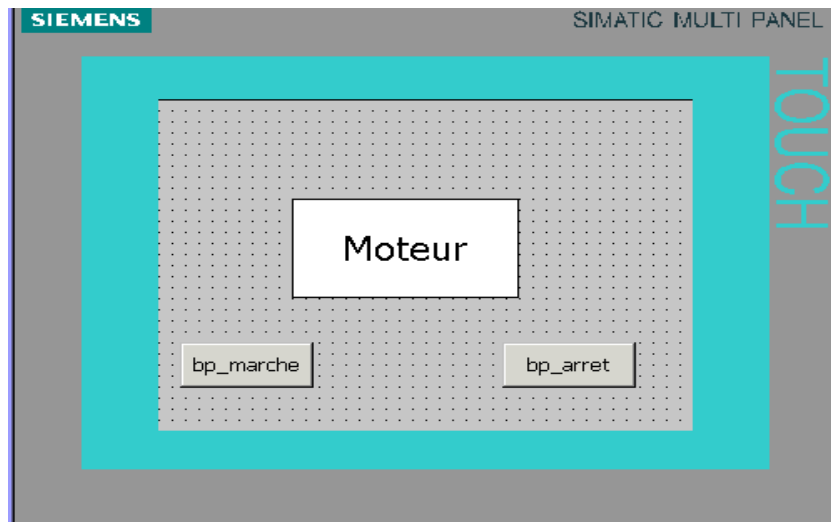 SIEMENS
SIMATIC MULTI PANEL
TOUCH
Moteur
bp_marche
bp_arret